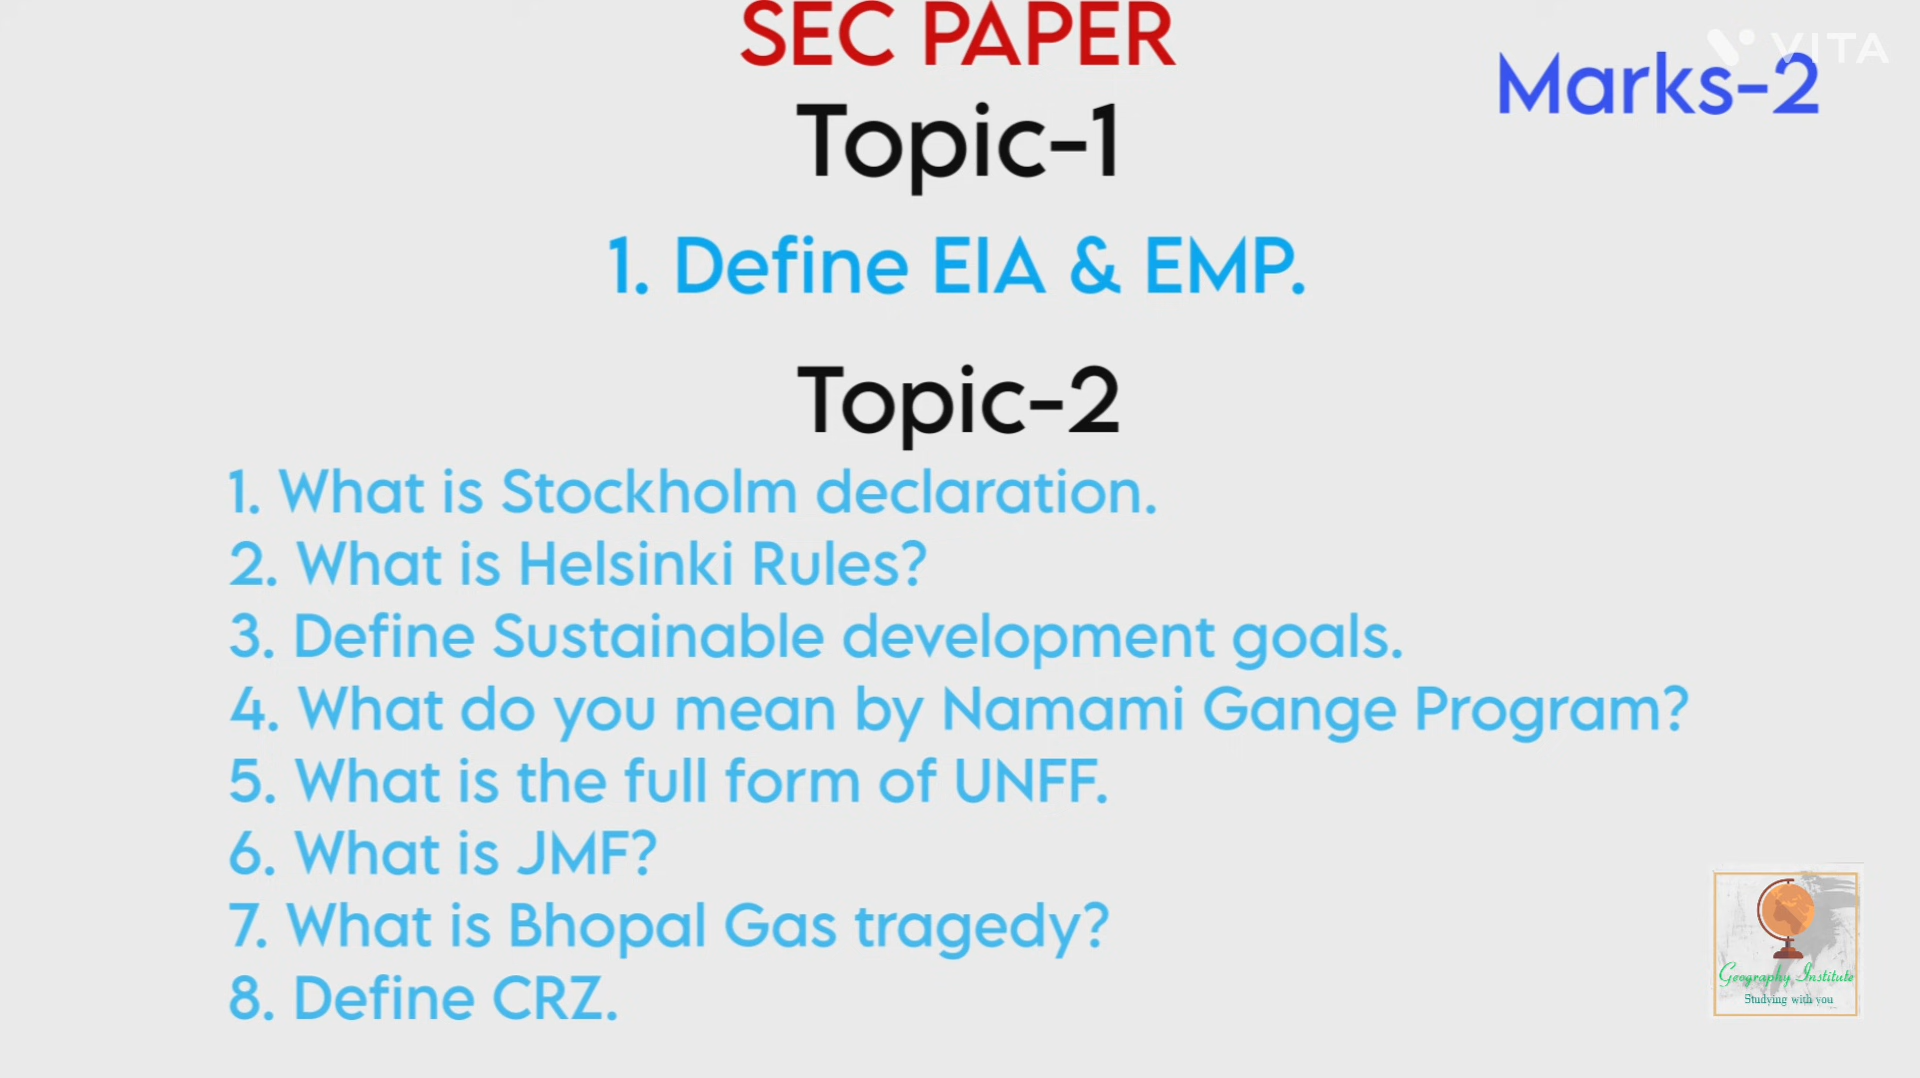 SEC PAPER
VITA
Marks-2
Topic-1
1. Define EIA & EMP.
Topic-2
1. What is Stockholm declaration.
2. What is Helsinki Rules?
3. Define Sustainable development goals.
4. What do you mean by Namami Gange Program?
5. What is the full form of UNFF.
6. What is JMF?
7. What is Bhopal Gas tragedy?
8. Define CRZ.
Geography Institute
Studying with you